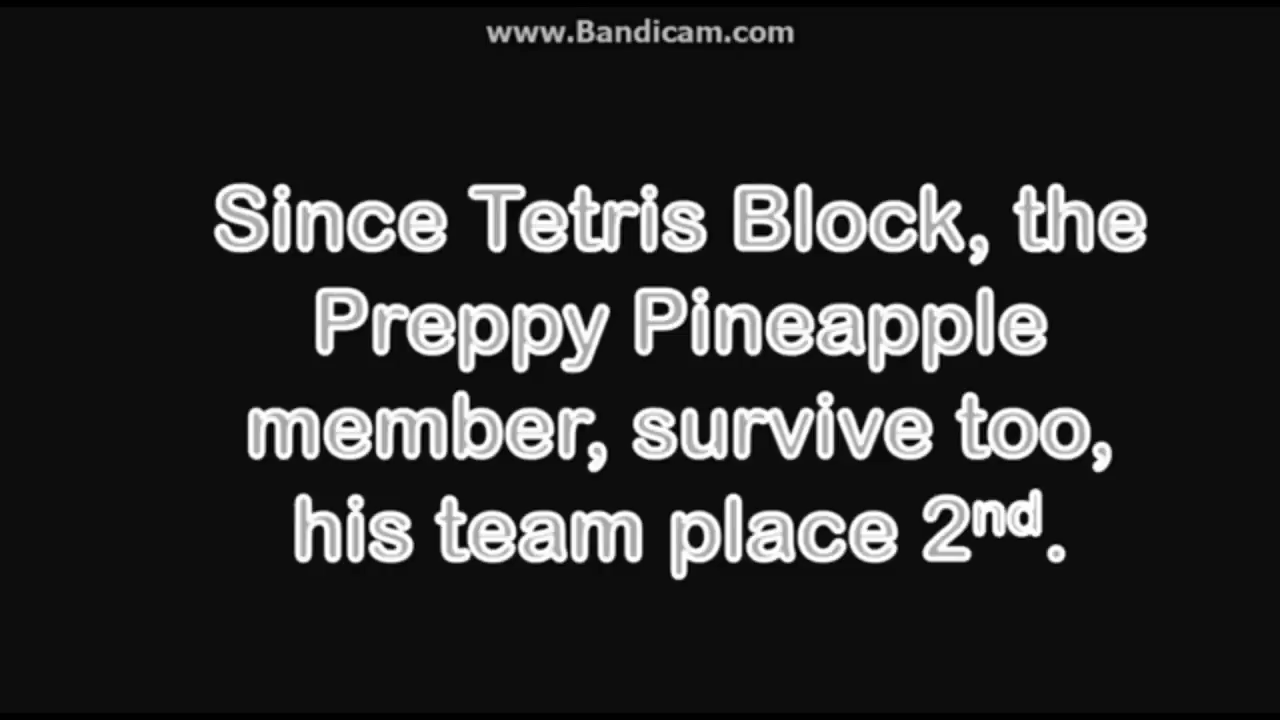 www.Bandicam.com
Since Tetris Block, the
Preppy Pineapple
member, survive too,
his team place 2nd.